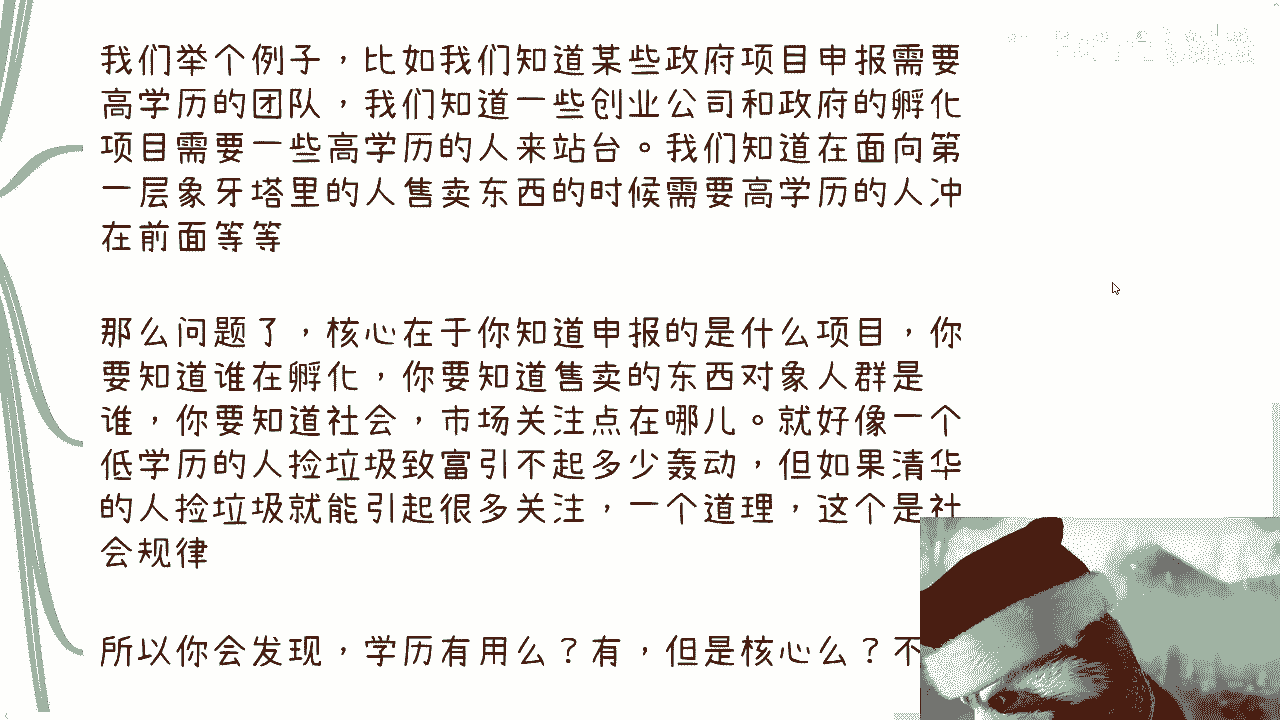 我们举个例子，比如我们知道某些政府项目申报需要
高学历的团队，我们知道一些创业公司和政府的孵化
项目需要一些高学历的人来站台。我们知道在面向第
一层象牙塔里的人售卖东西的时候需要高学历的人冲
在前面等等
那么问题了，核心在于你知道申报的是什么项目，你
要知道谁在孵化，你要知道售卖的东西对象人群是
谁，你要知道社会，市场关注点在哪儿。就好像一个
低学历的人捡垃圾致富引不起多少轰动，但如果清华
的人捡垃圾就能引起很多关注，一个道理，这个是社
会规律
所以你会发现，学历有用么？有，但是核心么？不